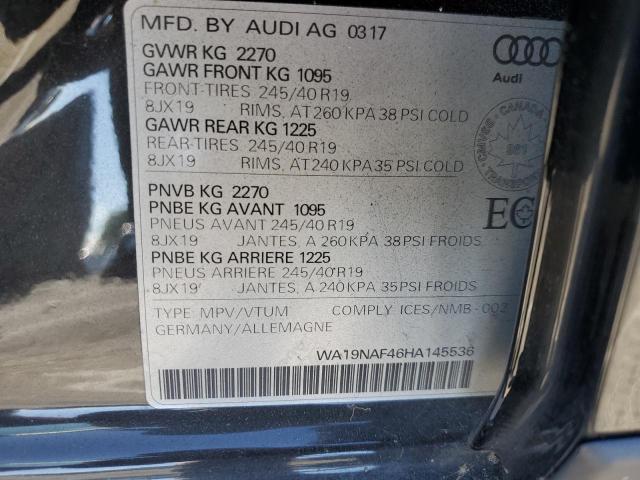 MFD. BY AUDI AG 0317
GVWR KG 2270
GAWR FRONT KG 1095
FRONT-TIRES 245/40 R19
8JX19 RIMS, AT 260 KPA 38 PSI COLD
GAWR REAR KG 1225
REAR-TIRES 245/40 R19
8JX19 RIMS, AT 240 KPA 35 PSI COLD
Audi
CMVSS - CANADA
PNVB KG 2270
PNBE KG AVANT 1095
PNEUS AVANT 245/40 R19
8JX19 JANTES, A 260 KPA 38 PSI FROIDS
PNBE KG ARRIERE 1225
PNEUS ARRIERE 245/40 R19
8JX19 JANTES, A 240 KPA 35 PSI FROIDS
EC
TYPE MPV/VTUM COMPLY ICES/NMB - 002
GERMANY/ALLEMAGNE
WA19NAF46HA145536